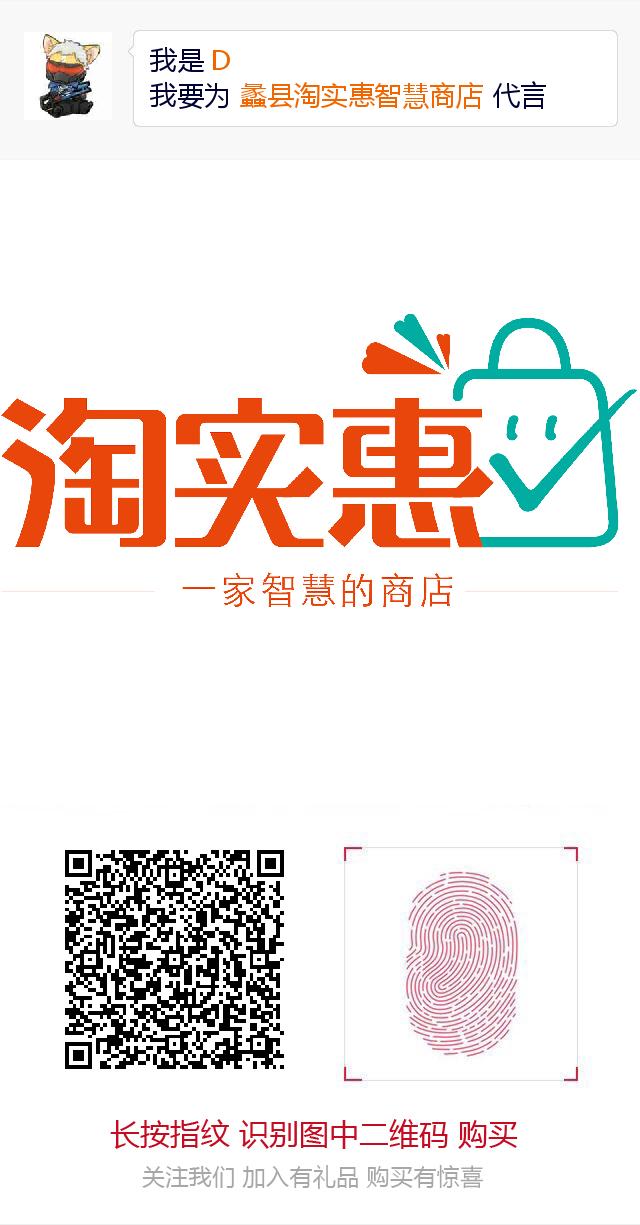 我是 D
我要为 蠡县淘实惠智慧商店 代言
淘实惠
一家智慧的商店
长按指纹 识别图中二维码 购买
关注我们 加入有礼品 购买有惊喜